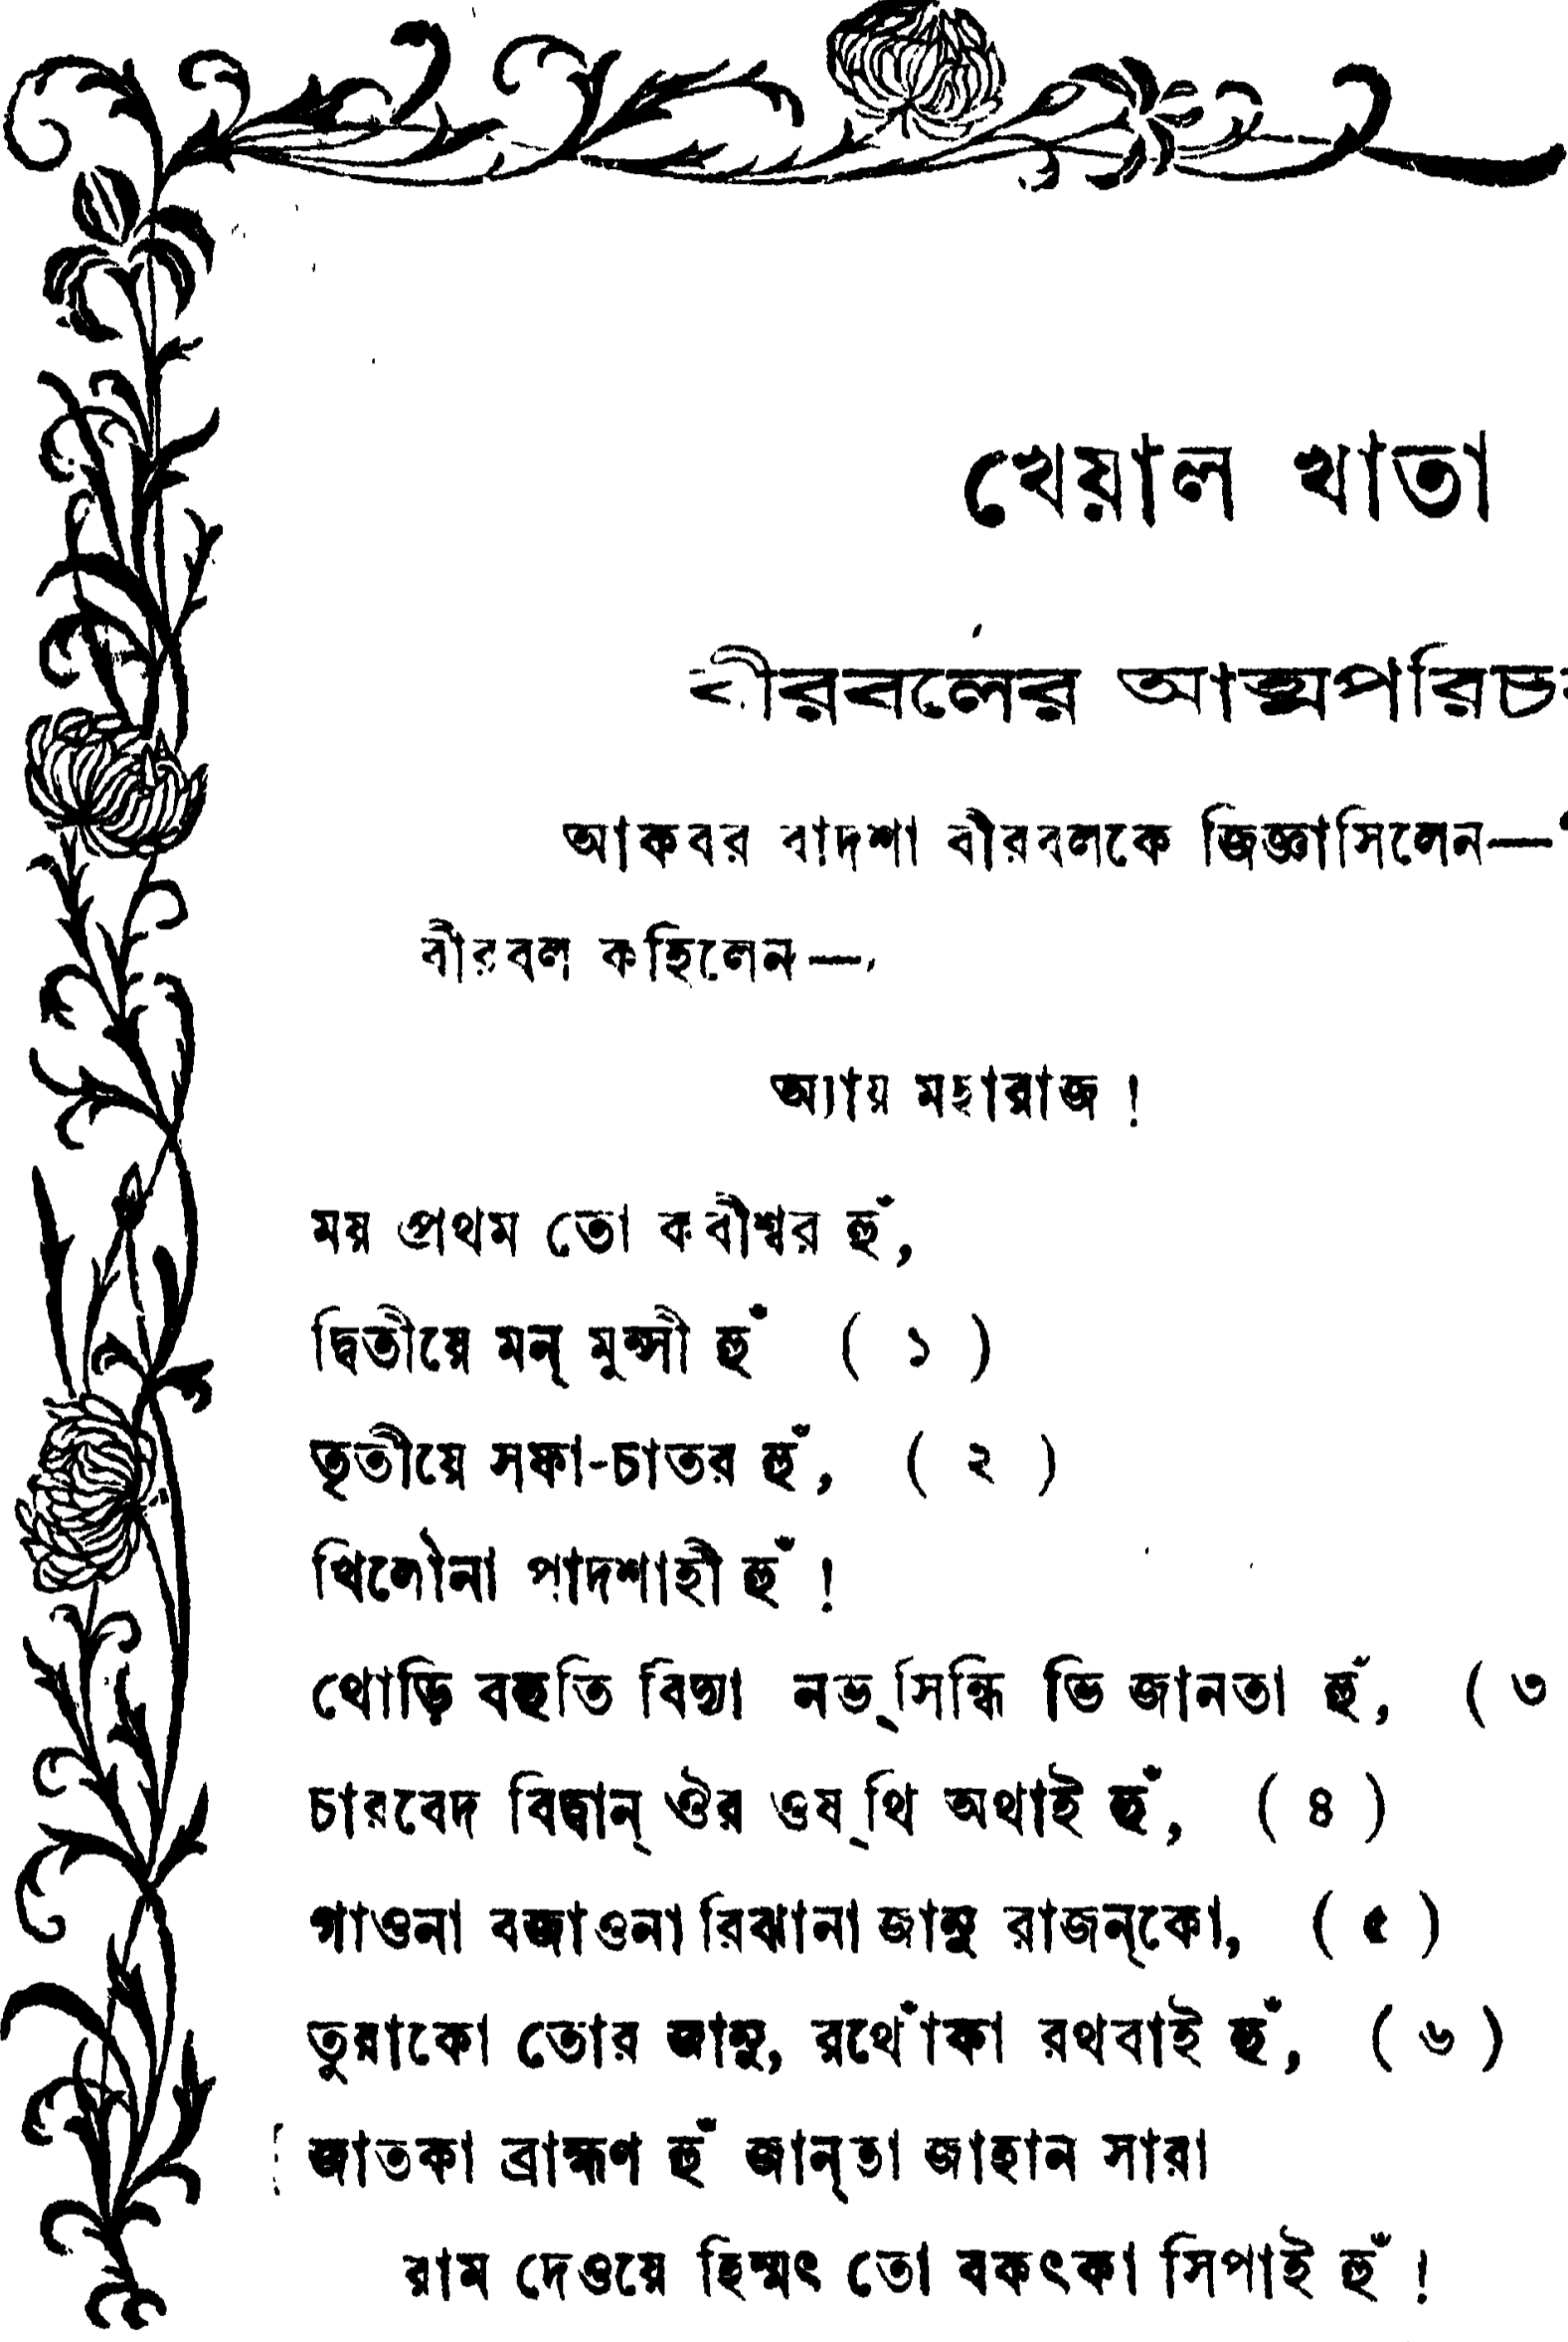 খেয়াল খাতা
বীরবলের আত্মপরিচ
আকবর বাদশা বীরবলকে জিজ্ঞাসিলেন—
বীরবল কহিলেন—
অ্যায় মহারাজ !
ময় প্রথম তো কবীশ্বর হুঁ,
দ্বিতীয়ে মন্ মুন্সী হুঁ ( ১ )
তৃতীয়ে সফা-চাতর হুঁ, ( ২ )
খিলৌনা পাদশাহী হুঁ !
থোড়ি বহুতি বিদ্যা নভ্সিন্ধি ভি জানতা হুঁ, ( ৩
চারবেদ বিদ্বান্ ঔর ওষ্থি অথাই হুঁ, ( ৪ )
গাওনা বজাওনা রিঝানা জানু রাজন্কো, ( ৫ )
তুরাকো তোর জানু, রথোঁকা রথবাই হুঁ, ( ৬ )
জাতকা ব্রাহ্মণ হুঁ জান্তা জাহান সারা
রাম দেওয়ে হিম্মৎ তো বকৎকা সিপাই হুঁ !